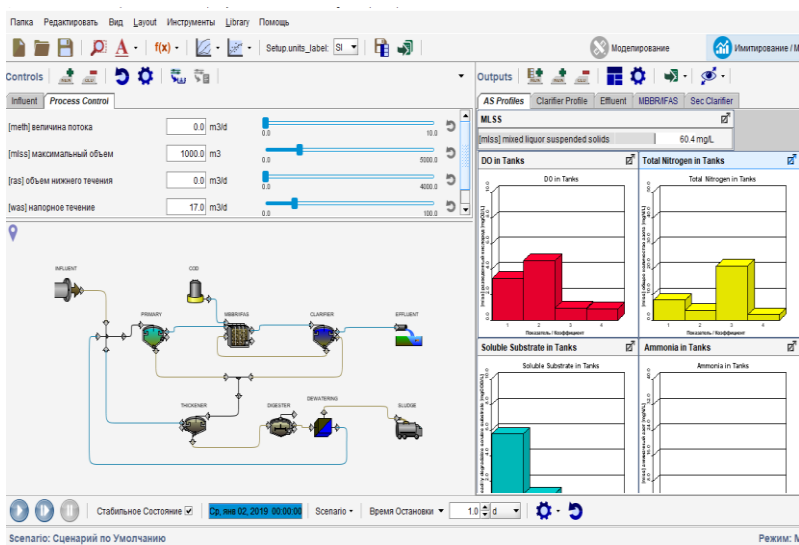 Папка Редактировать Вид Layout Инструменты Library Помощь
A f(x) Setup.units_label: SI Моделирование Имитирование / М
Controls
Outputs
Influent Process Control
AS Profiles Clarifier Profile Effluent MBBR/IFAS Sec Clarifier
[meth] величина потока 0.0 m3/d 0.0 10.0
[mlss] максимальный объем 1000.0 m3 0.0 5000.0
[ras] объем нижнего течения 0.0 m3/d 0.0 4000.0
[was] напорное течение 17.0 m3/d 0.0 100.0
MLSS
[mlss] mixed liquor suspended solids 60.4 mg/L
DO in Tanks
Total Nitrogen in Tanks
DO in Tanks
1 2 3 4
Показатель / Коэффициент
Total Nitrogen in Tanks
1 2 3 4
Показатель / Коэффициент
Soluble Substrate in Tanks
Ammonia in Tanks
Soluble Substrate in Tanks
Ammonia in Tanks
INFLUENT
COD
PRIMARY
MBBR/IFAS
CLARIFIER
EFFLUENT
THICKENER
DIGESTER
DEWATERING
SLUDGE
Стабильное Состояние Ср, янв 02, 2019 00:00:00 Scenario Время Остановки 1.0 d
Scenario: Сценарий по Умолчанию
Режим: М